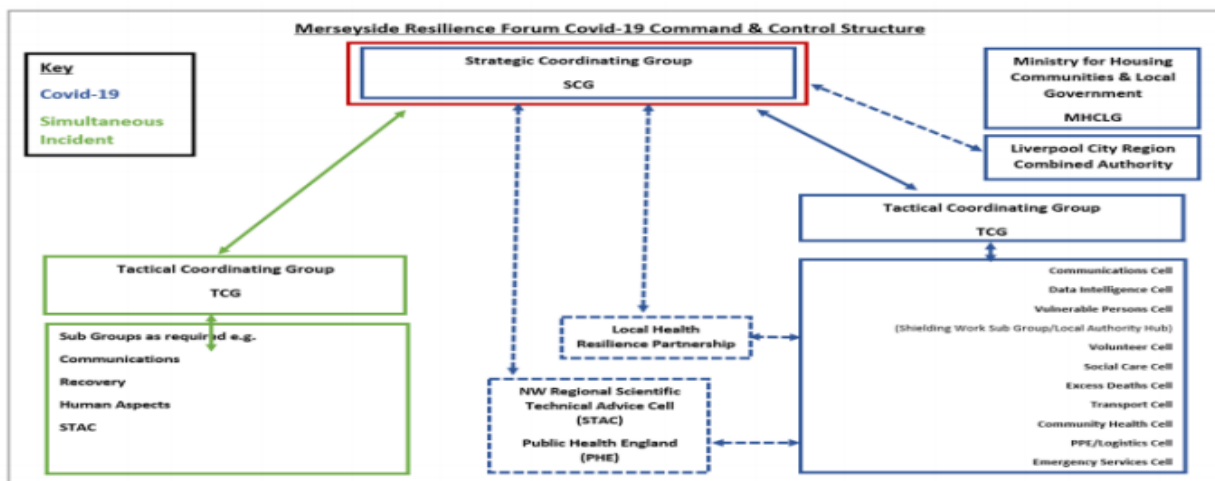 Merseyside Resilience Forum Covid-19 Command & Control Structure
Key
Covid-19
Simultaneous
Incident
Strategic Coordinating Group
SCG
Ministry for Housing
Communities & Local
Government
MHCLG
Liverpool City Region
Combined Authority
Tactical Coordinating Group
TCG
Tactical Coordinating Group
TCG
Sub Groups as required e.g.
Communications
Recovery
Human Aspects
STAC
Local Health
Resilience Partnership
NW Regional Scientific
Technical Advice Cell
(STAC)
Public Health England
(PHE)
Communications Cell
Data Intelligence Cell
Vulnerable Persons Cell
(Shielding Work Sub Group/Local Authority Hub)
Volunteer Cell
Social Care Cell
Excess Deaths Cell
Transport Cell
Community Health Cell
PPE/Logistics Cell
Emergency Services Cell